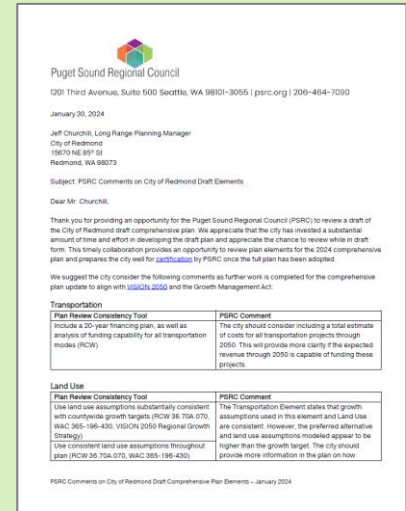 Puget Sound Regional Council
1201 Third Avenue, Suite 500 Seattle, WA 98101-3055 | psrc.org | 206-464-7090
January 30, 2024
Jeff Churchill, Long Range Planning Manager
City of Redmond
15670 NE 85th St
Redmond, WA 98073
Subject: PSRC Comments on City of Redmond Draft Elements
Dear Mr. Churchill,
Thank you for providing an opportunity for the Puget Sound Regional Council (PSRC) to review a draft of
the City of Redmond draft comprehensive plan. We appreciate that the city has invested a substantial
amount of time and effort in developing the draft plan and appreciate the chance to review while in draft
form. This timely collaboration provides an opportunity to review plan elements for the 2024 comprehensive
plan and prepares the city well for certification by PSRC once the full plan has been adopted.
We suggest the city consider the following comments as further work is completed for the comprehensive
plan update to align with VISION 2050 and the Growth Management Act:
Transportation
Plan Review Consistency Tool
PSRC Comment
Include a 20-year financing plan, as well as
analysis of funding capability for all transportation
modes (RCW)
The city should consider including a total estimate
of costs for all transportation projects through
2050. This will provide more clarity if the expected
revenue through 2050 is capable of funding these
projects.
Land Use
Plan Review Consistency Tool
PSRC Comment
Use land use assumptions substantially consistent
with countywide growth targets (RCW 36.70A.070,
WAC 365-196-430, VISION 2050 Regional Growth
Strategy)
Use consistent land use assumptions throughout
plan (RCW 36.70A.070, WAC 365-196-430)
The Transportation Element states that growth
assumptions used in this element and Land Use
are consistent. However, the preferred alternative
and land use assumptions modeled appear to be
higher than the growth target. The city should
provide more information in the plan on how
PSRC Comments on City of Redmond Draft Comprehensive Plan Elements – January 2024